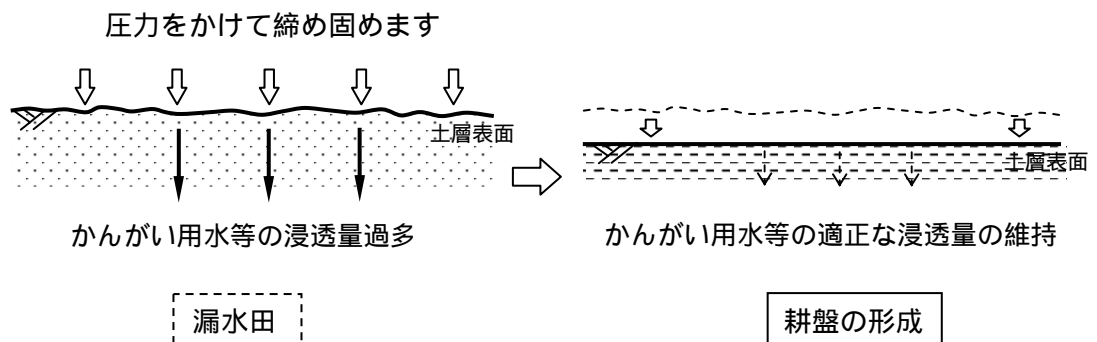 圧力をかけて締め固めます
土層表面
土層表面
かんがい用水等の浸透量過多
かんがい用水等の適正な浸透量の維持
漏水田
耕盤の形成